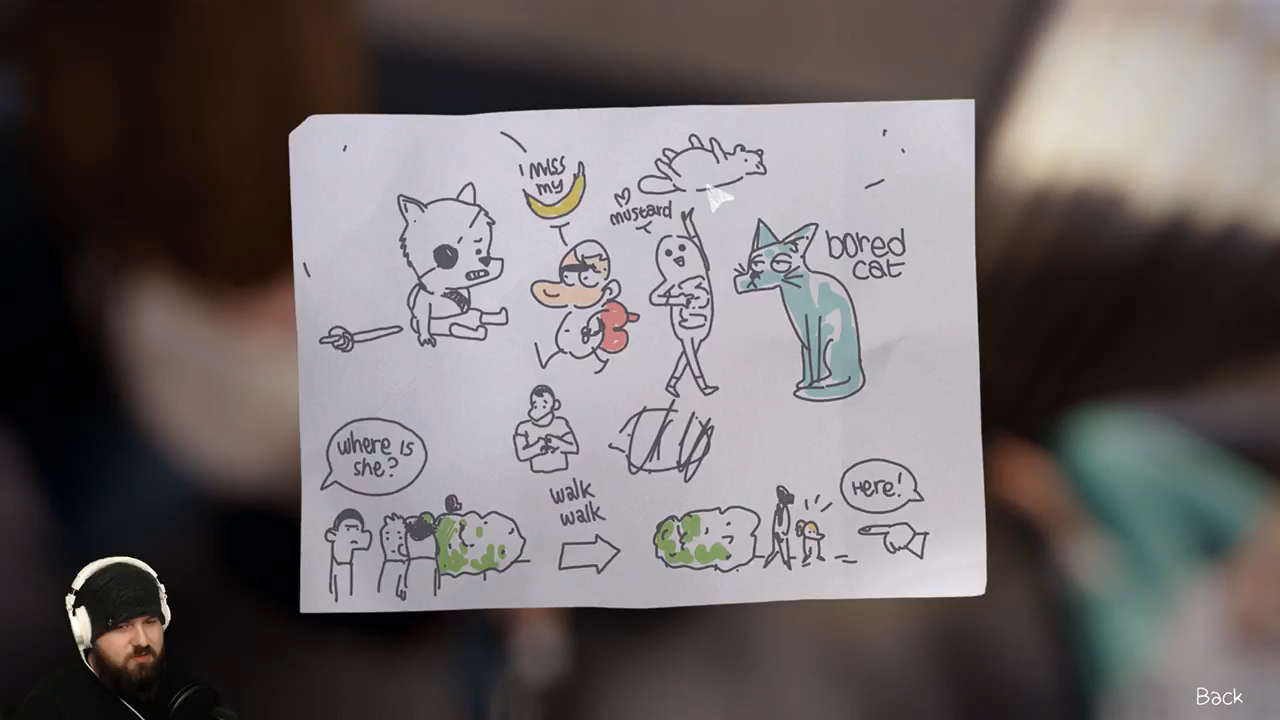 I MISS
MY
mustard
bored
cat
where is
she?
walk
walk
Here!
Back